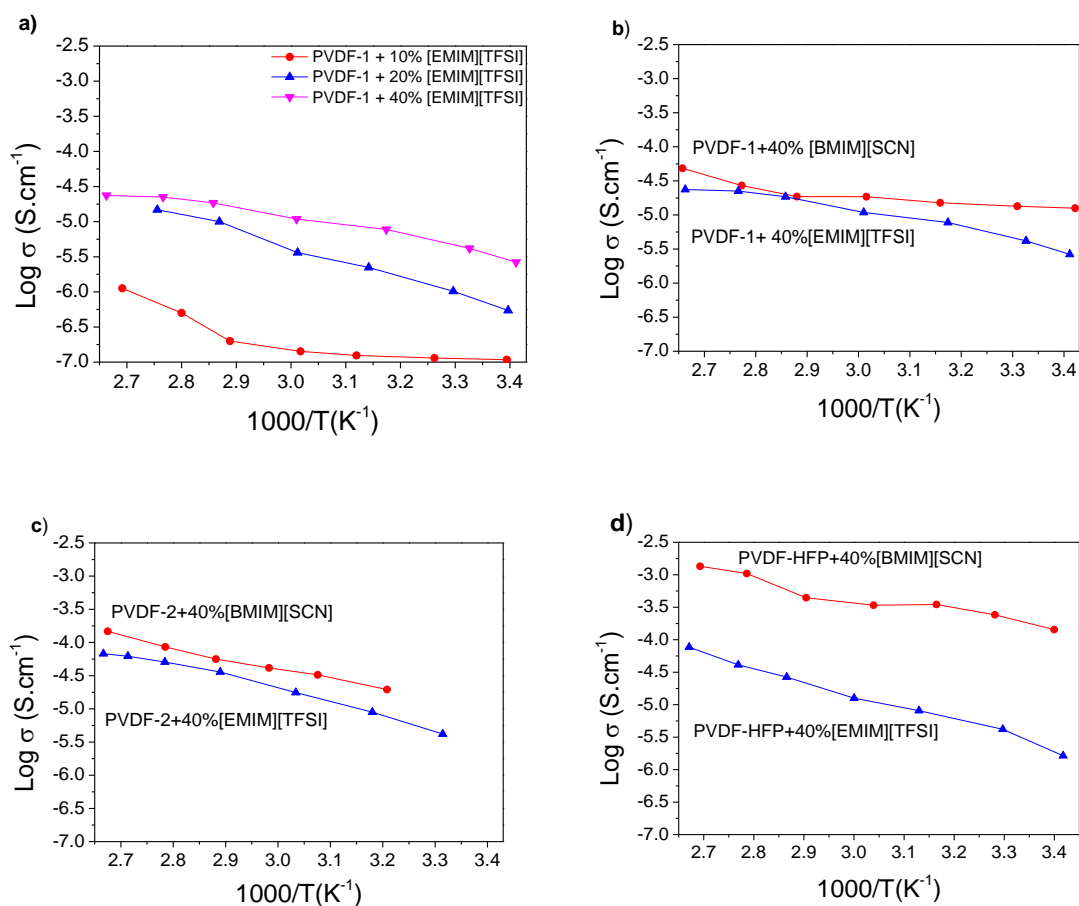 a)
-2.5
-3.0
-3.5
-4.0
-4.5
-5.0
-5.5
-6.0
-6.5
-7.0
Log σ (S.cm⁻¹)
PVDF-1 + 10% [EMIM][TFSI]
PVDF-1 + 20% [EMIM][TFSI]
PVDF-1 + 40% [EMIM][TFSI]
2.7 2.8 2.9 3.0 3.1 3.2 3.3 3.4
1000/T(K⁻¹)
b)
-2.5
-3.0
-3.5
-4.0
-4.5
-5.0
-5.5
-6.0
-6.5
-7.0
Log σ (S.cm⁻¹)
PVDF-1+40% [BMIM][SCN]
PVDF-1+ 40%[EMIM][TFSI]
2.7 2.8 2.9 3.0 3.1 3.2 3.3 3.4
1000/T(K⁻¹)
c)
-2.5
-3.0
-3.5
-4.0
-4.5
-5.0
-5.5
-6.0
-6.5
-7.0
Log σ (S.cm⁻¹)
PVDF-2+40%[BMIM][SCN]
PVDF-2+40%[EMIM][TFSI]
2.7 2.8 2.9 3.0 3.1 3.2 3.3 3.4
1000/T(K⁻¹)
d)
-2.5
-3.0
-3.5
-4.0
-4.5
-5.0
-5.5
-6.0
-6.5
-7.0
Log σ (S.cm⁻¹)
PVDF-HFP+40%[BMIM][SCN]
PVDF-HFP+40%[EMIM][TFSI]
2.7 2.8 2.9 3.0 3.1 3.2 3.3 3.4
1000/T(K⁻¹)